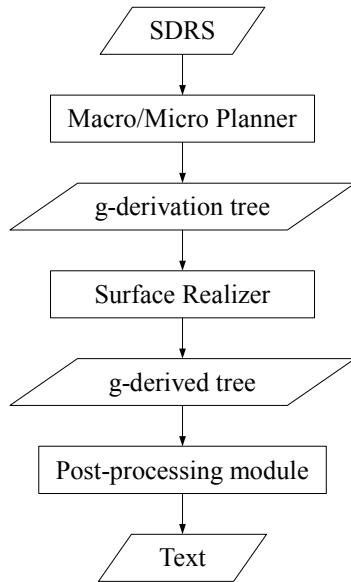 SDRS
Macro/Micro Planner
g-derivation tree
Surface Realizer
g-derived tree
Post-processing module
Text